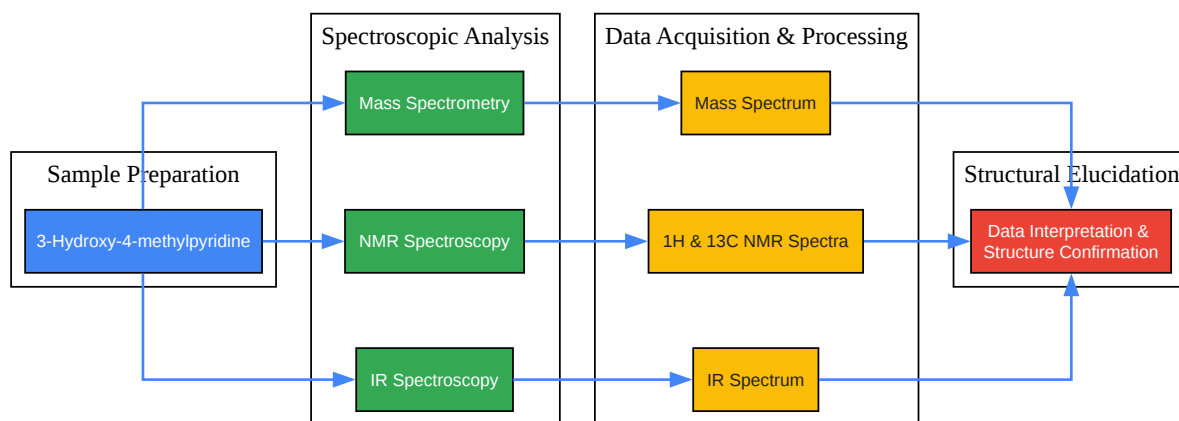 Spectroscopic Analysis
Data Acquisition & Processing
Mass Spectrometry
Mass Spectrum
Sample Preparation
Structural Elucidation
3-Hydroxy-4-methylpyridine
NMR Spectroscopy
1H & 13C NMR Spectra
Data Interpretation &
Structure Confirmation
IR Spectroscopy
IR Spectrum